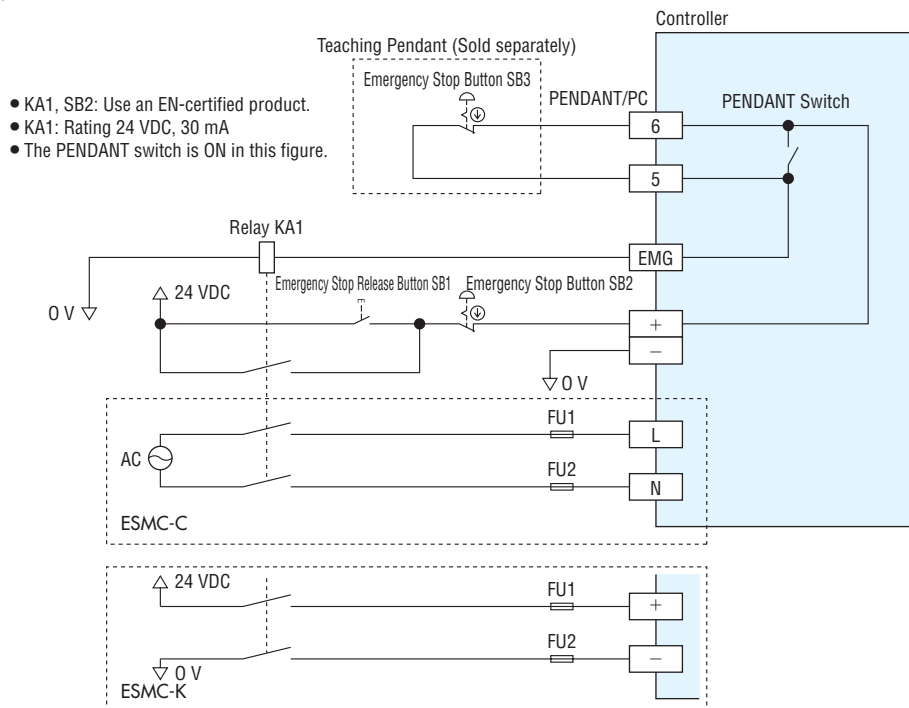 Controller
Teaching Pendant (Sold separately)
Emergency Stop Button SB3
PENDANT/PC
PENDANT Switch
● KA1, SB2: Use an EN-certified product.
● KA1: Rating 24 VDC, 30 mA
● The PENDANT switch is ON in this figure.
6
5
Relay KA1
EMG
24 VDC
Emergency Stop Release Button SB1
Emergency Stop Button SB2
0 V
+
−
0 V
FU1
L
AC
FU2
N
ESMC-C
24 VDC
FU1
+
FU2
−
0 V
ESMC-K